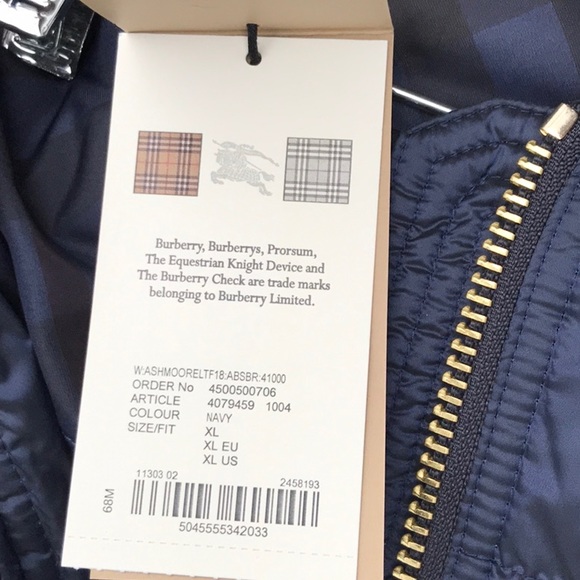 Burberry, Burberrys, Prorsum,
The Equestrian Knight Device and
The Burberry Check are trade marks
belonging to Burberry Limited.
W:ASHMOORELTF18:ABSBR:41000
ORDER No 4500500706
ARTICLE 4079459 1004
COLOUR NAVY
SIZE/FIT XL
XL EU
XL US
11303 02 2458193
68M
5045555342033